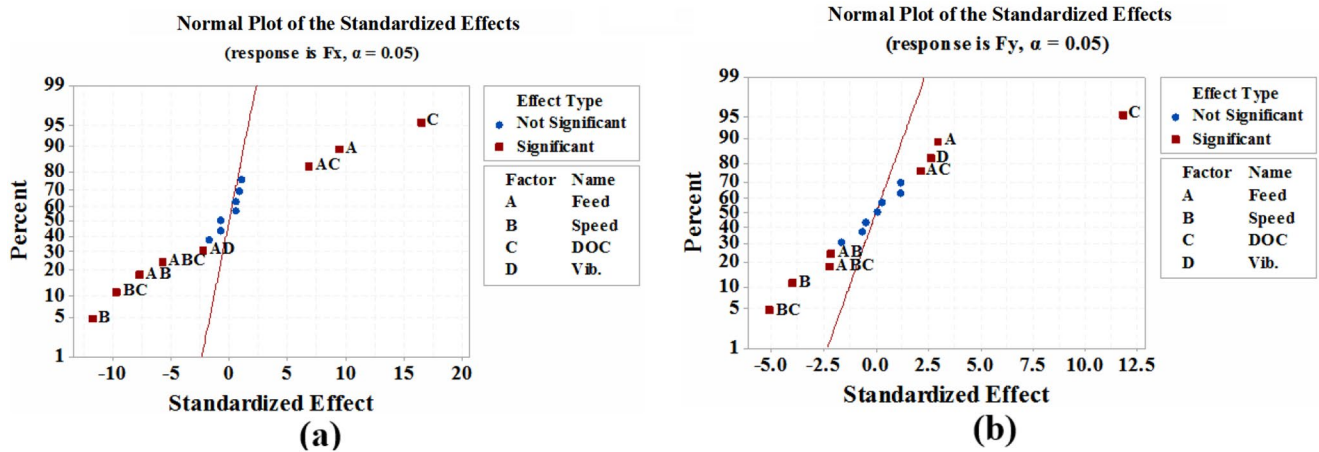 Normal Plot of the Standardized Effects
(response is Fx, α = 0.05)
99
95
90
80
70
60
50
40
30
20
10
5
1
Percent
C
A
AC
AD
ABC
AB
BC
B
-10
-5
0
5
10
15
20
Standardized Effect
Effect Type
Not Significant
Significant
Factor Name
A Feed
B Speed
C DOC
D Vib.
(a)
Normal Plot of the Standardized Effects
(response is Fy, α = 0.05)
99
95
90
80
70
60
50
40
30
20
10
5
1
Percent
C
A
D
AC
AB
ABC
B
BC
-5.0
-2.5
0.0
2.5
5.0
7.5
10.0
12.5
Standardized Effect
Effect Type
Not Significant
Significant
Factor Name
A Feed
B Speed
C DOC
D Vib.
(b)